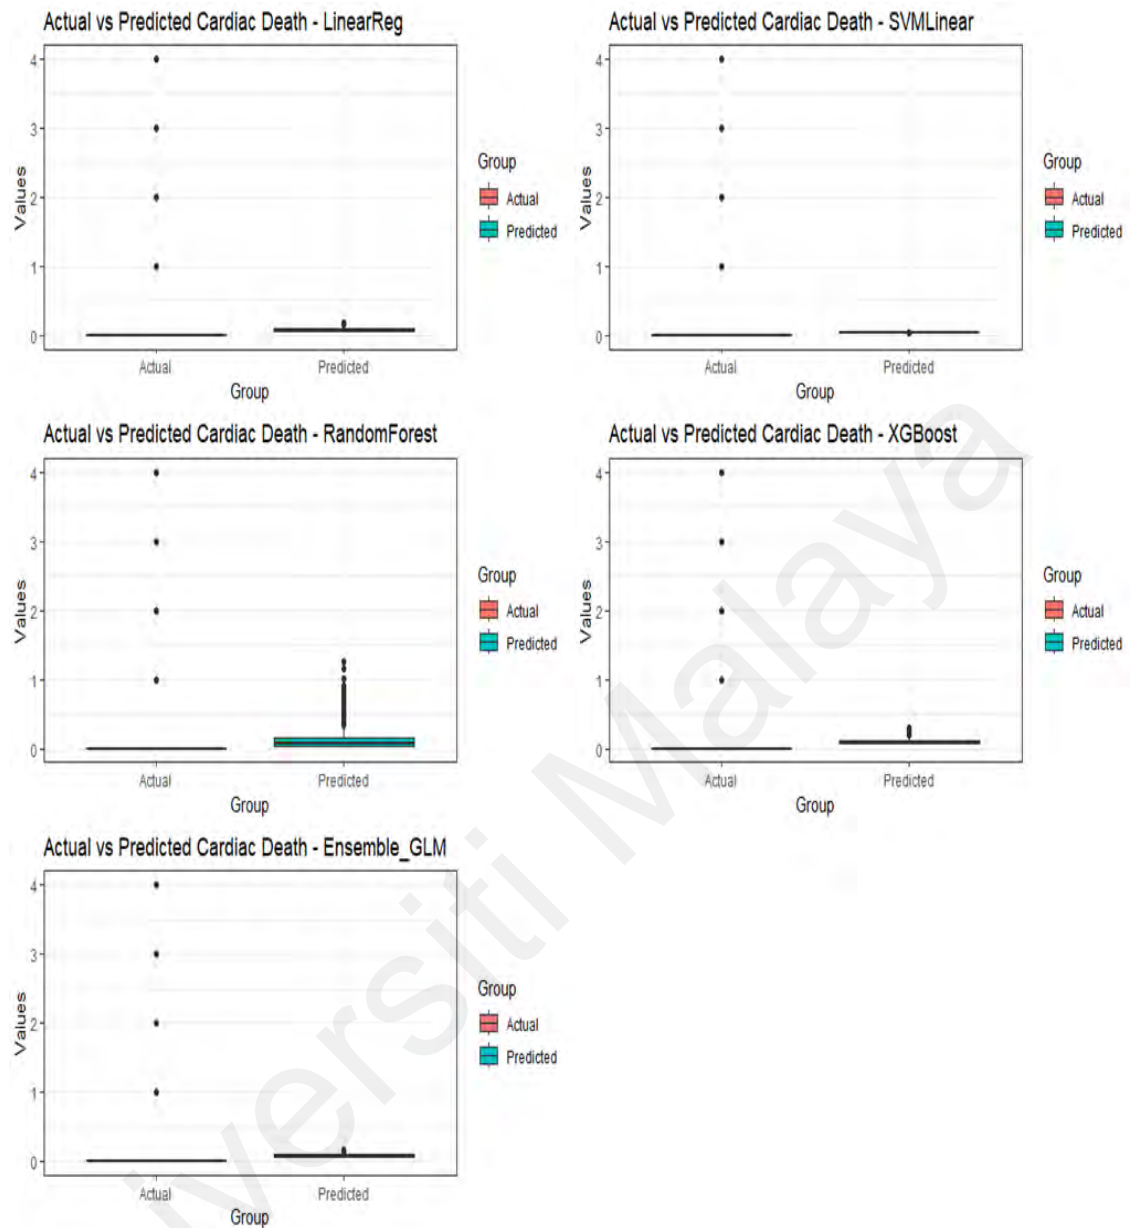 Actual vs Predicted Cardiac Death - LinearReg
4
3
2
1
0
Values
Actual
Predicted
Group
Group
Actual
Predicted
Actual vs Predicted Cardiac Death - SVMLinear
4
3
2
1
0
Values
Actual
Predicted
Group
Group
Actual
Predicted
Actual vs Predicted Cardiac Death - RandomForest
4
3
2
1
0
Values
Actual
Predicted
Group
Group
Actual
Predicted
Actual vs Predicted Cardiac Death - XGBoost
4
3
2
1
0
Values
Actual
Predicted
Group
Group
Actual
Predicted
Actual vs Predicted Cardiac Death - Ensemble_GLM
4
3
2
1
0
Values
Actual
Predicted
Group
Group
Actual
Predicted
versiti Malaya